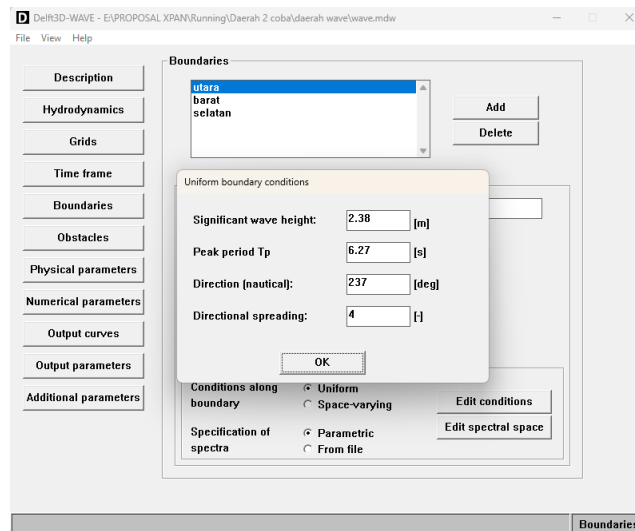 Delft3D-WAVE - E:\PROPOSAL XPAN\Running\Daerah 2 coba\daerah wave\wave.mdw
File View Help
Description
Hydrodynamics
Grids
Time frame
Boundaries
Obstacles
Physical parameters
Numerical parameters
Output curves
Output parameters
Additional parameters
Boundaries
utara
barat
selatan
Add
Delete
Uniform boundary conditions
Significant wave height: 2.38 [m]
Peak period Tp 6.27 [s]
Direction (nautical): 237 [deg]
Directional spreading: 4 [-]
OK
Conditions along boundary
Uniform
Space-varying
Edit conditions
Specification of spectra
Parametric
From file
Edit spectral space
Boundaries